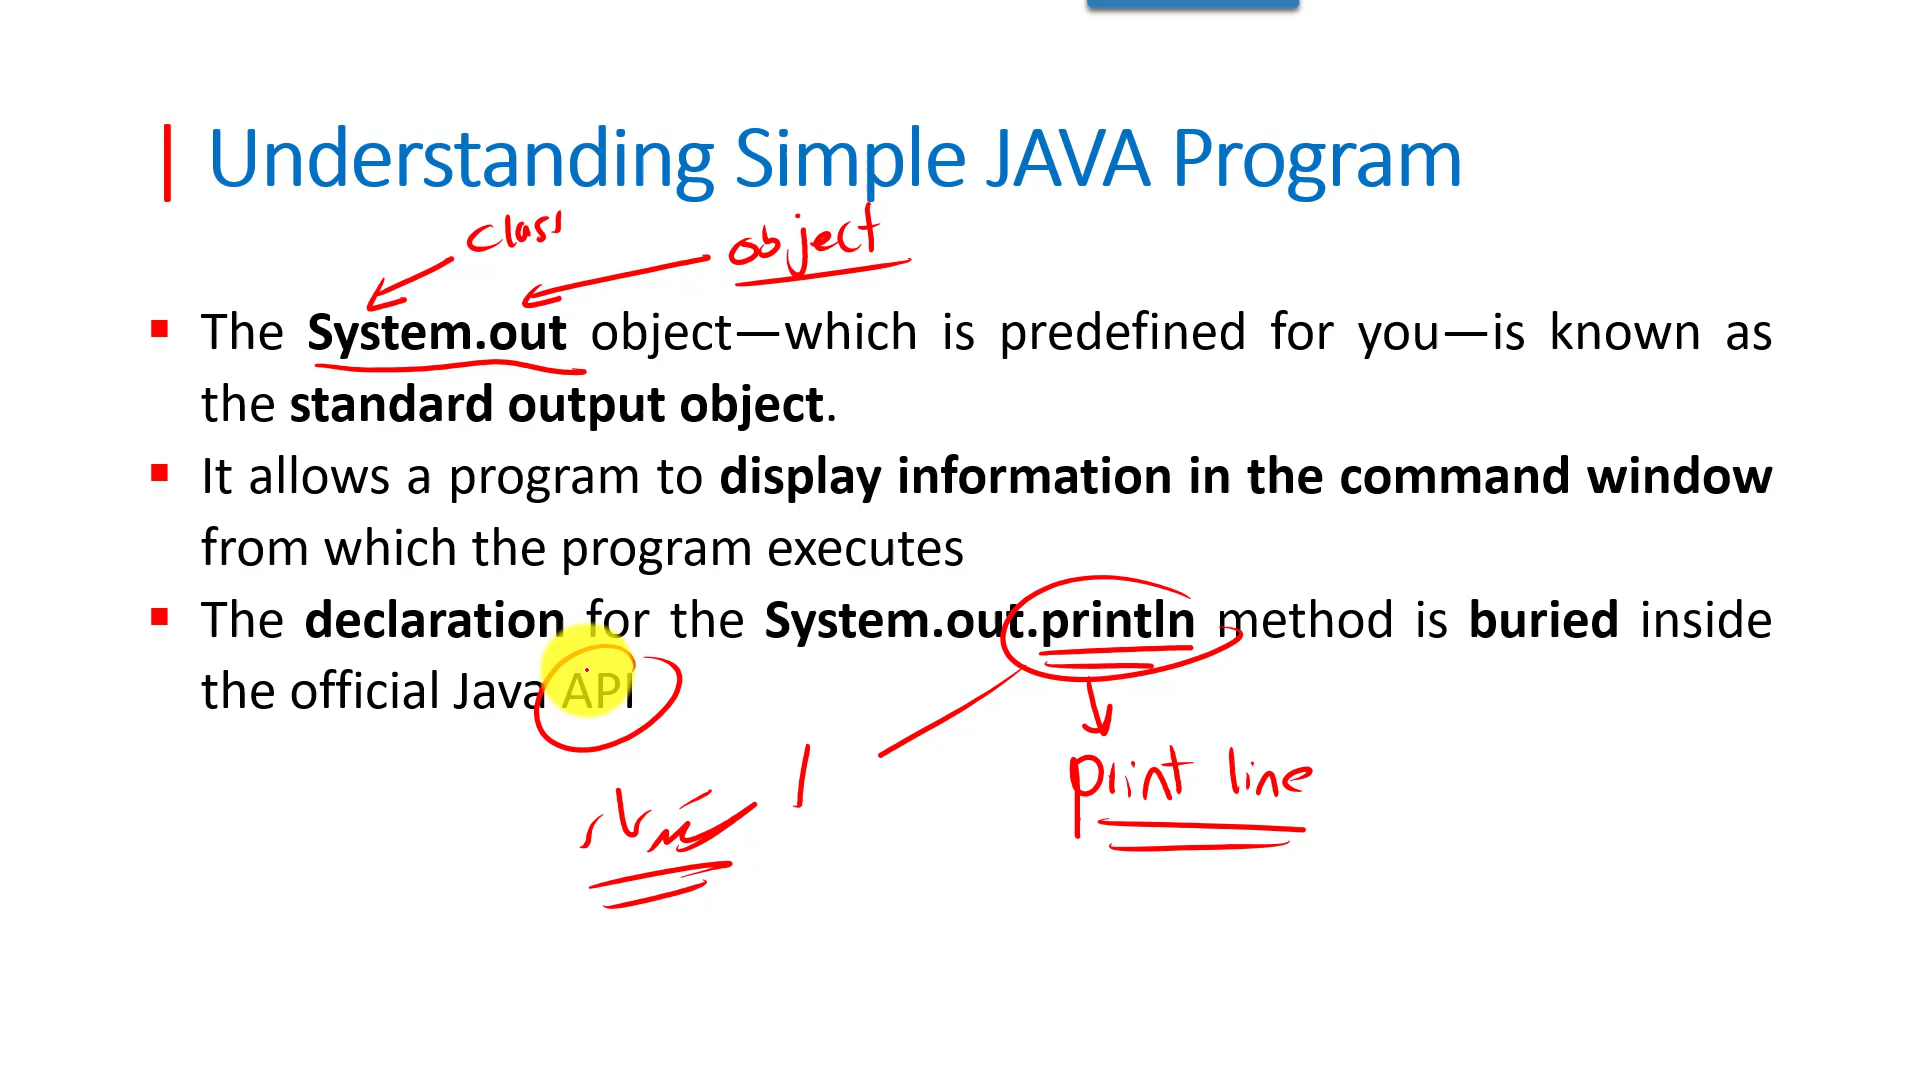 Understanding Simple JAVA Program
class
object
The System.out object—which is predefined for you—is known as
the standard output object.
It allows a program to display information in the command window
from which the program executes
The declaration for the System.out.println method is buried inside
the official Java API
print line